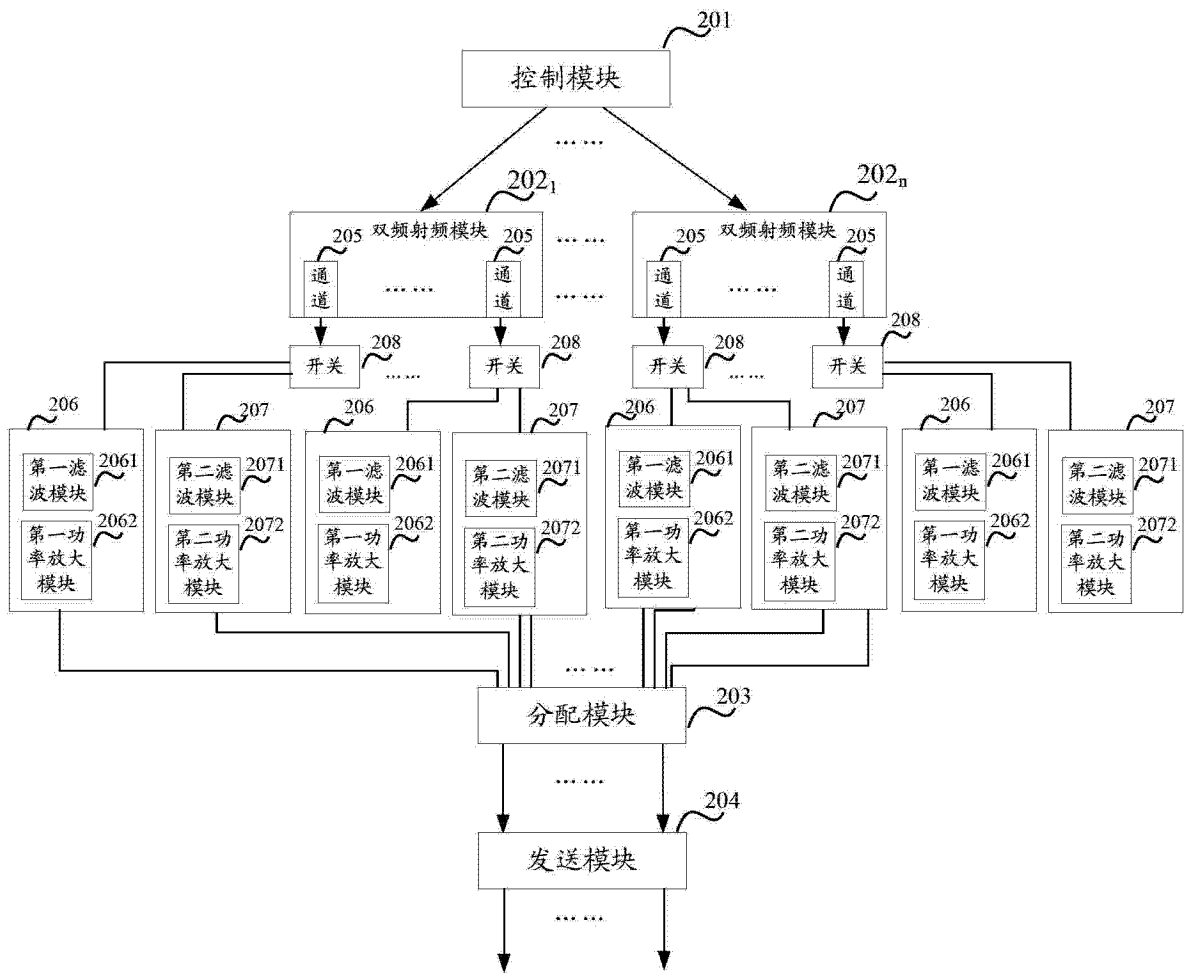 201
控制模块
…… 
202₁
202ₙ
双频射频模块
……
双频射频模块
205
205
205
205
通道
……
通道
……
通道
……
通道
208
208
208
208
开关
……
开关
开关
……
开关
206
207
206
207
206
207
206
207
第一滤波模块
2061
第二滤波模块
2071
第一滤波模块
2061
第二滤波模块
2071
第一滤波模块
2061
第二滤波模块
2071
第一滤波模块
2061
第二滤波模块
2071
第一功率放大模块
2062
第二功率放大模块
2072
第一功率放大模块
2062
第二功率放大模块
2072
第一功率放大模块
2062
第二功率放大模块
2072
第一功率放大模块
2062
第二功率放大模块
2072
……
分配模块
203
……
204
发送模块
……